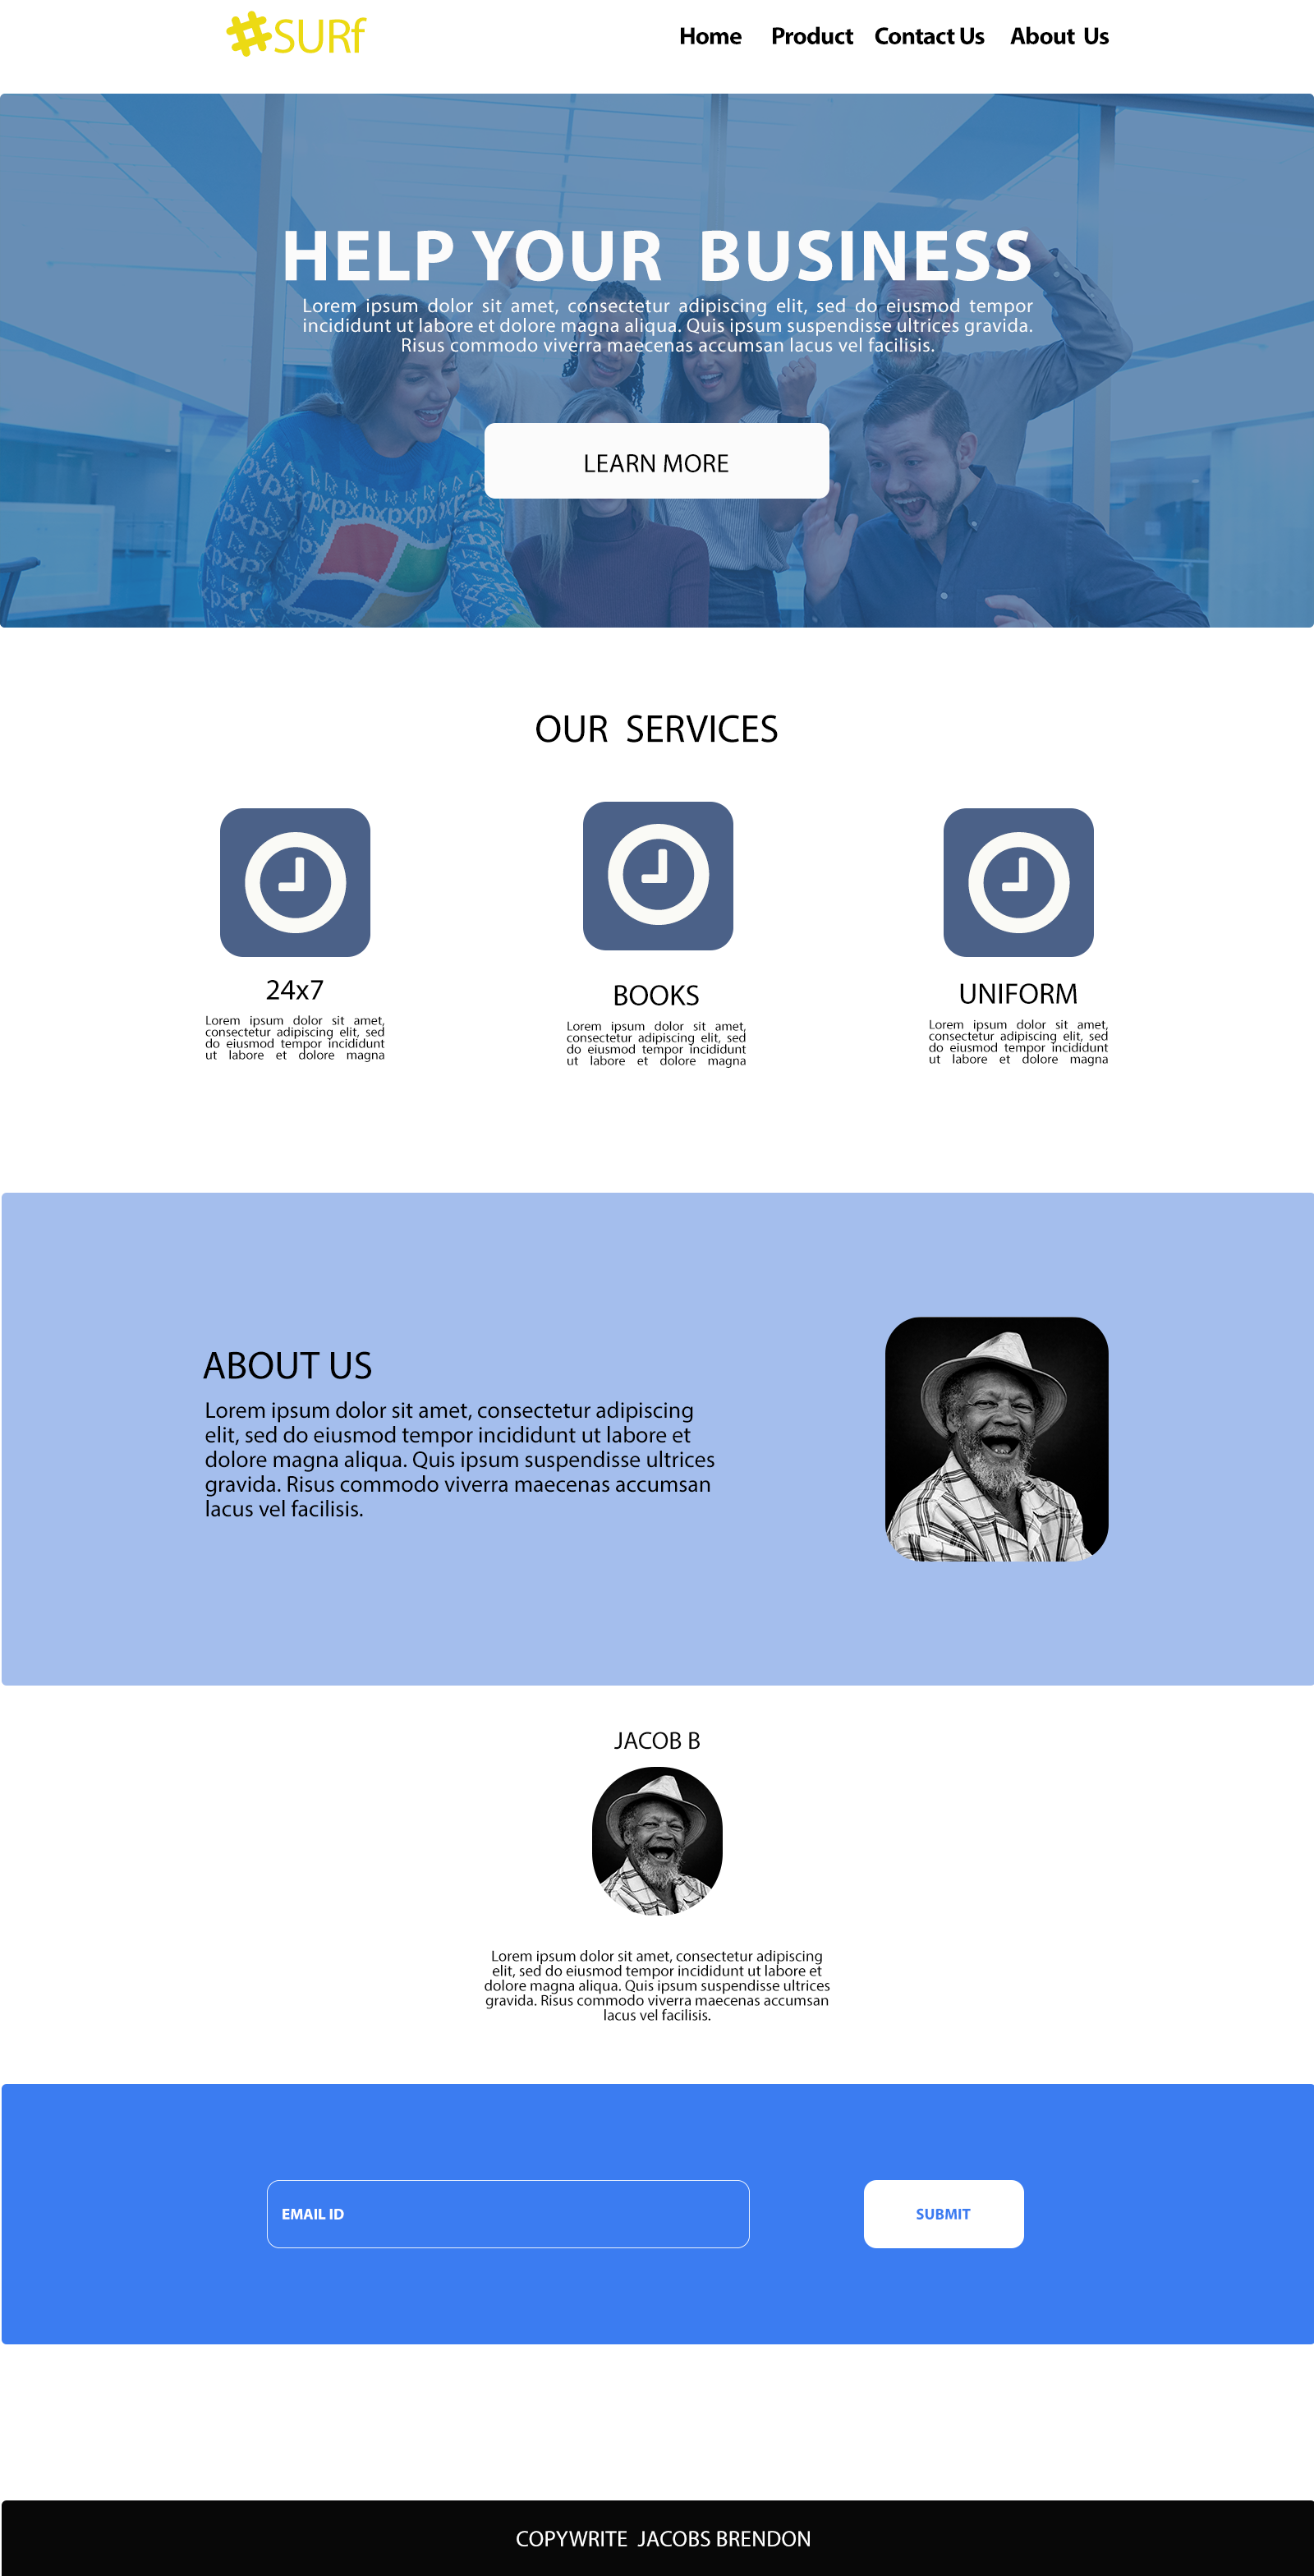 #SURf
Home Product Contact Us About Us
HELP YOUR BUSINESS
Lorem ipsum dolor sit amet, consectetur adipiscing elit, sed do eiusmod tempor
incididunt ut labore et dolore magna aliqua. Quis ipsum suspendisse ultrices gravida.
Risus commodo viverra maecenas accumsan lacus vel facilisis.
LEARN MORE
OUR SERVICES
24x7
Lorem ipsum dolor sit amet,
consectetur adipiscing elit, sed
do eiusmod tempor incididunt
ut labore et dolore magna
BOOKS
Lorem ipsum dolor sit amet,
consectetur adipiscing elit, sed
do eiusmod tempor incididunt
ut labore et dolore magna
UNIFORM
Lorem ipsum dolor sit amet,
consectetur adipiscing elit, sed
do eiusmod tempor incididunt
ut labore et dolore magna
ABOUT US
Lorem ipsum dolor sit amet, consectetur adipiscing
elit, sed do eiusmod tempor incididunt ut labore et
dolore magna aliqua. Quis ipsum suspendisse ultrices
gravida. Risus commodo viverra maecenas accumsan
lacus vel facilisis.
JACOB B
Lorem ipsum dolor sit amet, consectetur adipiscing
elit, sed do eiusmod tempor incididunt ut labore et
dolore magna aliqua. Quis ipsum suspendisse ultrices
gravida. Risus commodo viverra maecenas accumsan
lacus vel facilisis.
EMAIL ID
SUBMIT
COPYWRITE JACOBS BRENDON